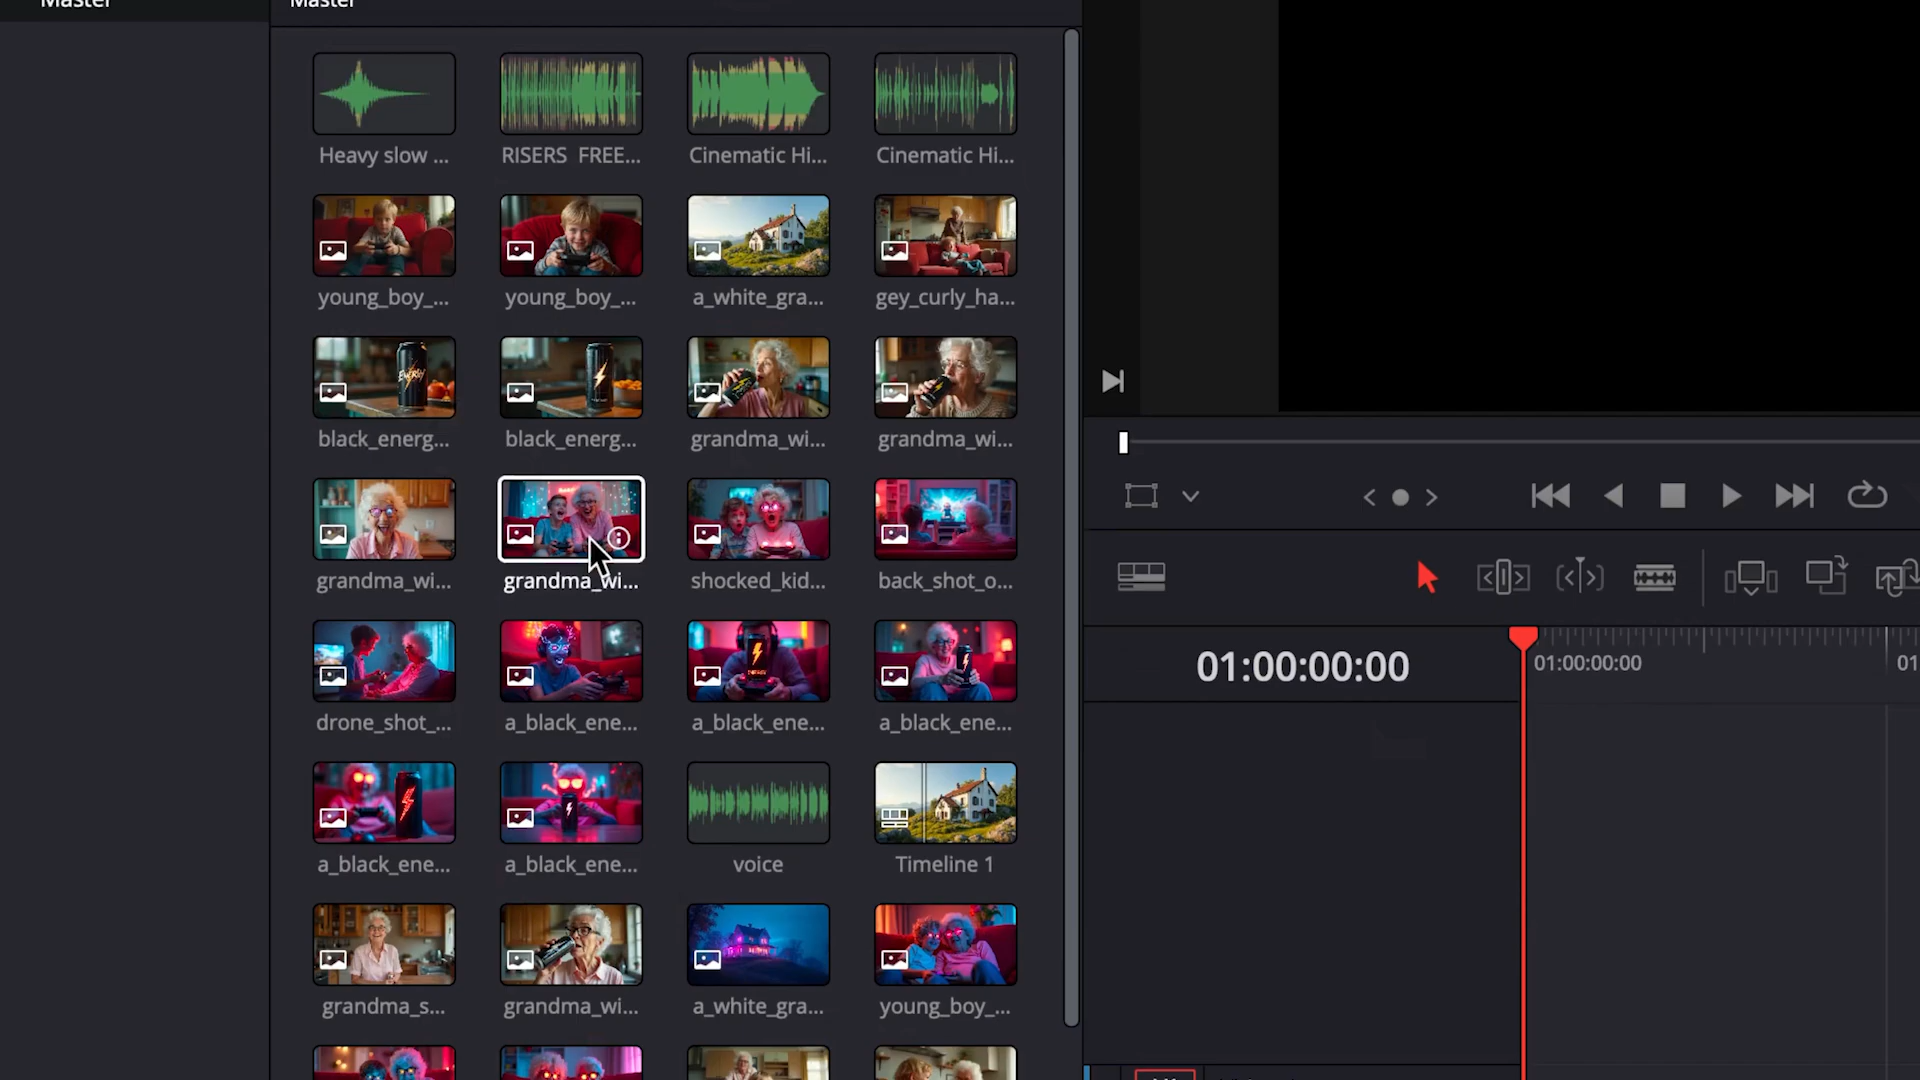 Master
Master
Heavy slow ...
RISERS FREE...
Cinematic Hi...
Cinematic Hi...
young_boy_...
young_boy_...
a_white_gra...
gey_curly_ha...
black_energ...
black_energ...
grandma_wi...
grandma_wi...
grandma_wi...
grandma_wi...
shocked_kid...
back_shot_o...
drone_shot_...
a_black_ene...
a_black_ene...
a_black_ene...
a_black_ene...
a_black_ene...
voice
Timeline 1
grandma_s...
grandma_wi...
a_white_gra...
young_boy_...
01:00:00:00
01:00:00:00
01